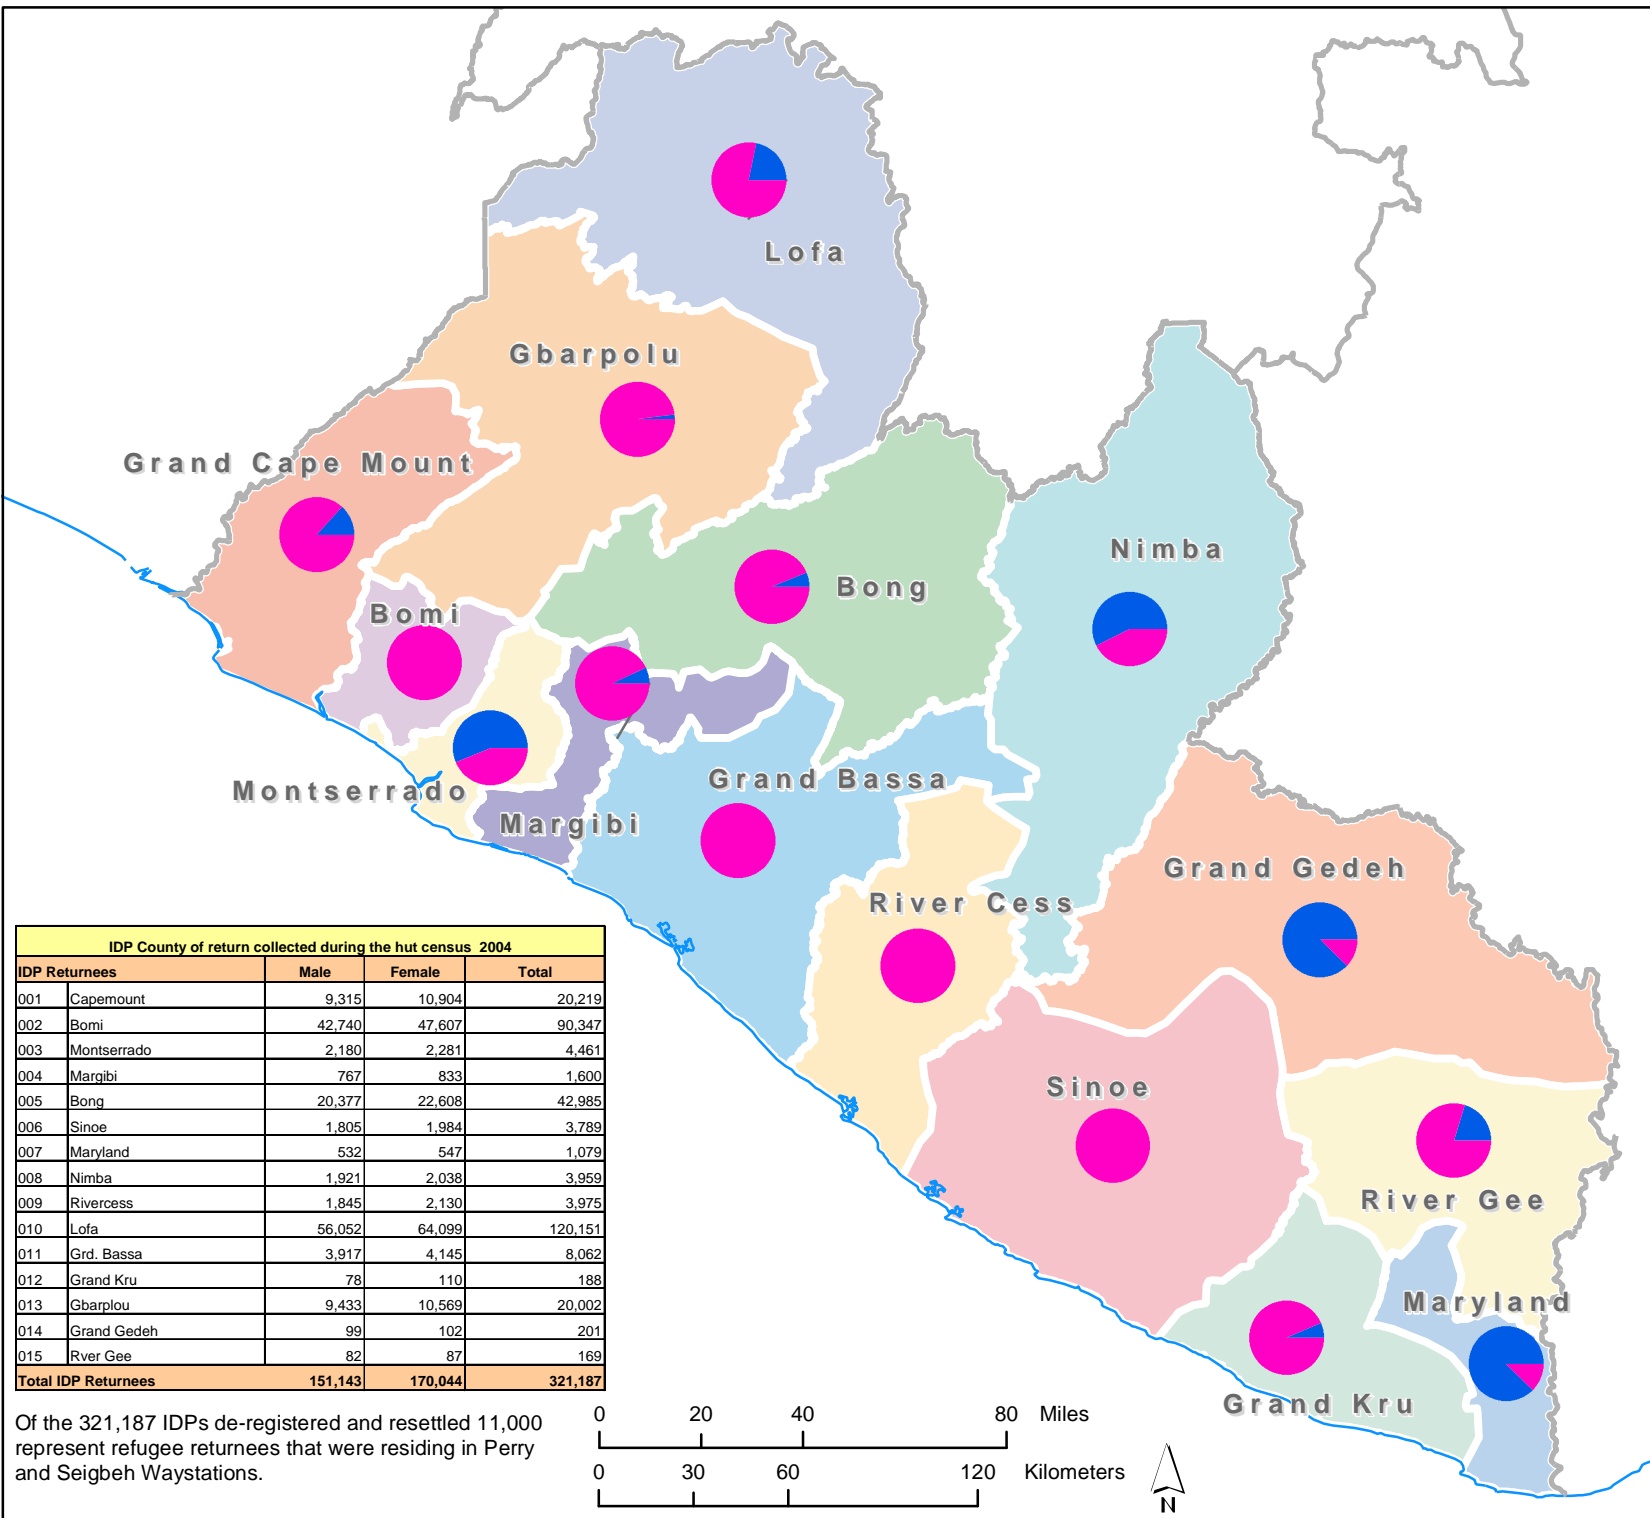 Lofa
Gbarpolu
Grand Cape Mount
Nimba
Bong
Bomi
Grand Bassa
Montserrado
Margibi
Grand Gedeh
River Cess
Sinoe
River Gee
Maryland
Grand Kru
IDP County of return collected during the hut census 2004
IDP Returnees Male Female Total
001 Capemount 9,315 10,904 20,219
002 Bomi 42,740 47,607 90,347
003 Montserrado 2,180 2,281 4,461
004 Margibi 767 833 1,600
005 Bong 20,377 22,608 42,985
006 Sinoe 1,805 1,984 3,789
007 Maryland 532 547 1,079
008 Nimba 1,921 2,038 3,959
009 Rivercess 1,845 2,130 3,975
010 Lofa 56,052 64,099 120,151
011 Grd. Bassa 3,917 4,145 8,062
012 Grand Kru 78 110 188
013 Gbarplou 9,433 10,569 20,002
014 Grand Gedeh 99 102 201
015 Rver Gee 82 87 169
Total IDP Returnees 151,143 170,044 321,187
Of the 321,187 IDPs de-registered and resettled 11,000
represent refugee returnees that were residing in Perry
and Seigbeh Waystations.
0 20 40 80 Miles
0 30 60 120 Kilometers
N